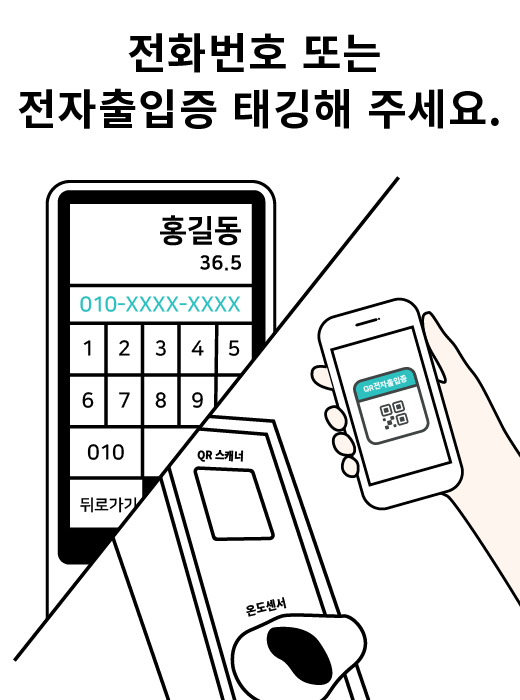 전화번호 또는
전자출입증 태깅해 주세요.
홍길동
36.5
010-XXXX-XXXX
1 2 3 4 5
6 7 8 9
010
뒤로가기
QR 스캐너
온도센서
QR전자출입증